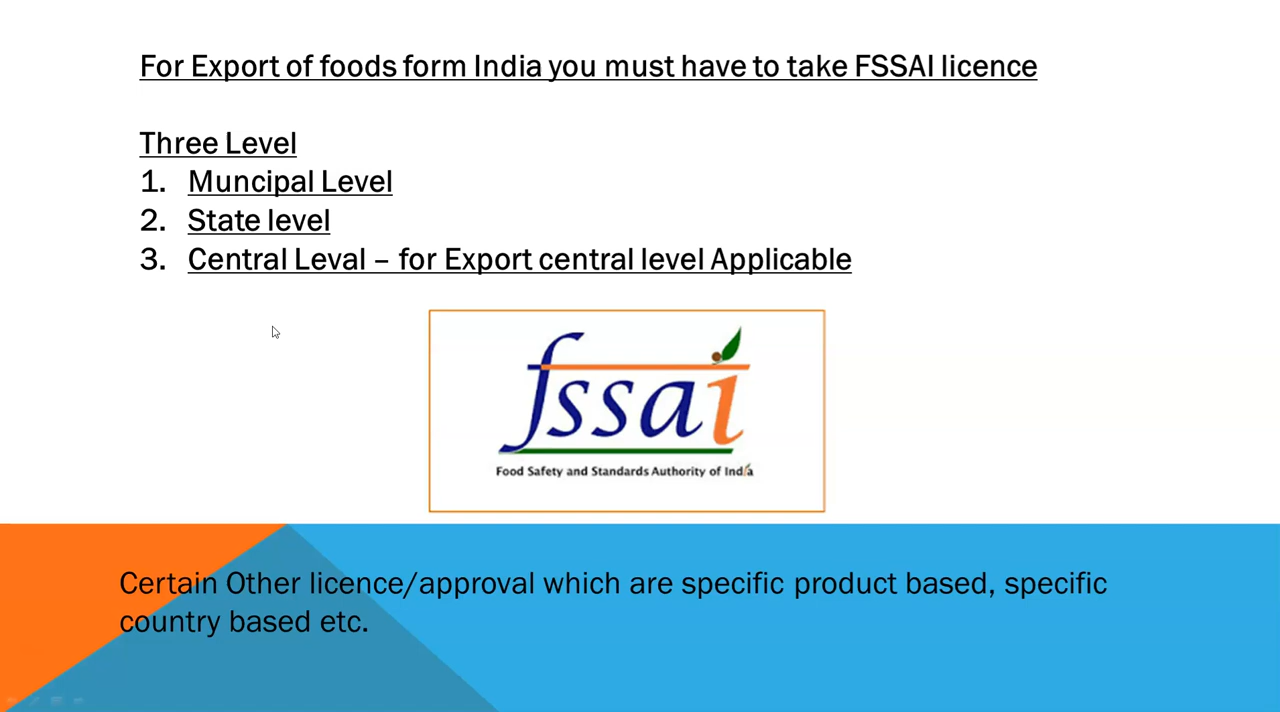 For Export of foods form India you must have to take FSSAI licence
Three Level
1. Muncipal Level
2. State level
3. Central Leval – for Export central level Applicable
fssai
Food Safety and Standards Authority of India
Certain Other licence/approval which are specific product based, specific
country based etc.